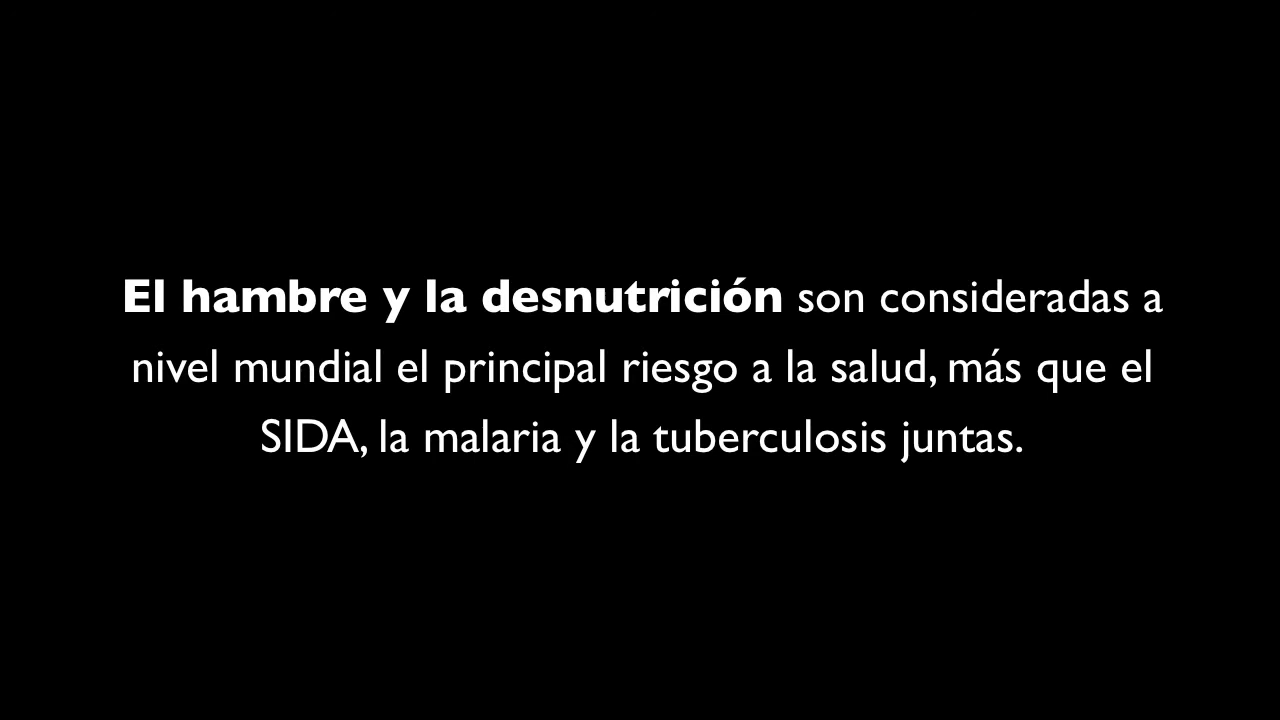 El hambre y la desnutrición son consideradas a
nivel mundial el principal riesgo a la salud, más que el
SIDA, la malaria y la tuberculosis juntas.